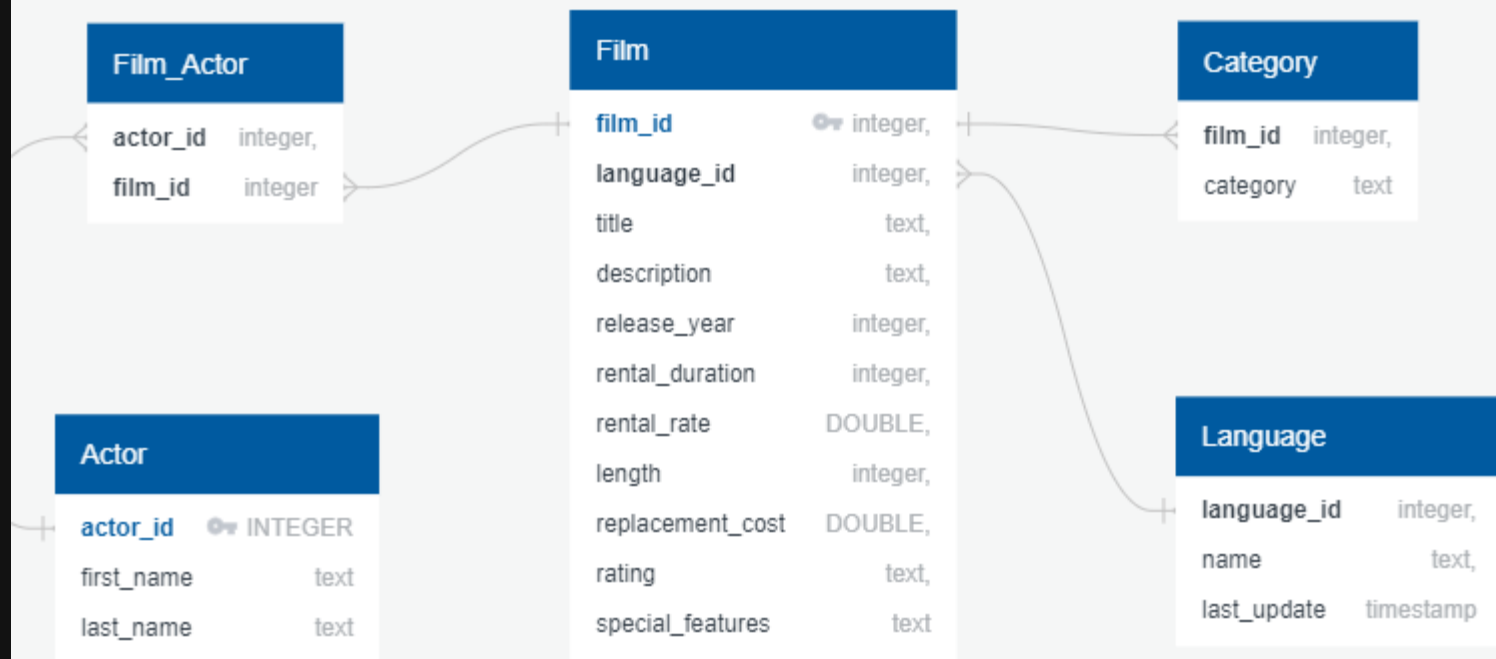 Film_Actor
actor_id integer,
film_id integer
Film
film_id integer,
language_id integer,
title text,
description text,
release_year integer,
rental_duration integer,
rental_rate DOUBLE,
length integer,
replacement_cost DOUBLE,
rating text,
special_features text
Category
film_id integer,
category text
Actor
actor_id INTEGER
first_name text
last_name text
Language
language_id integer,
name text,
last_update timestamp